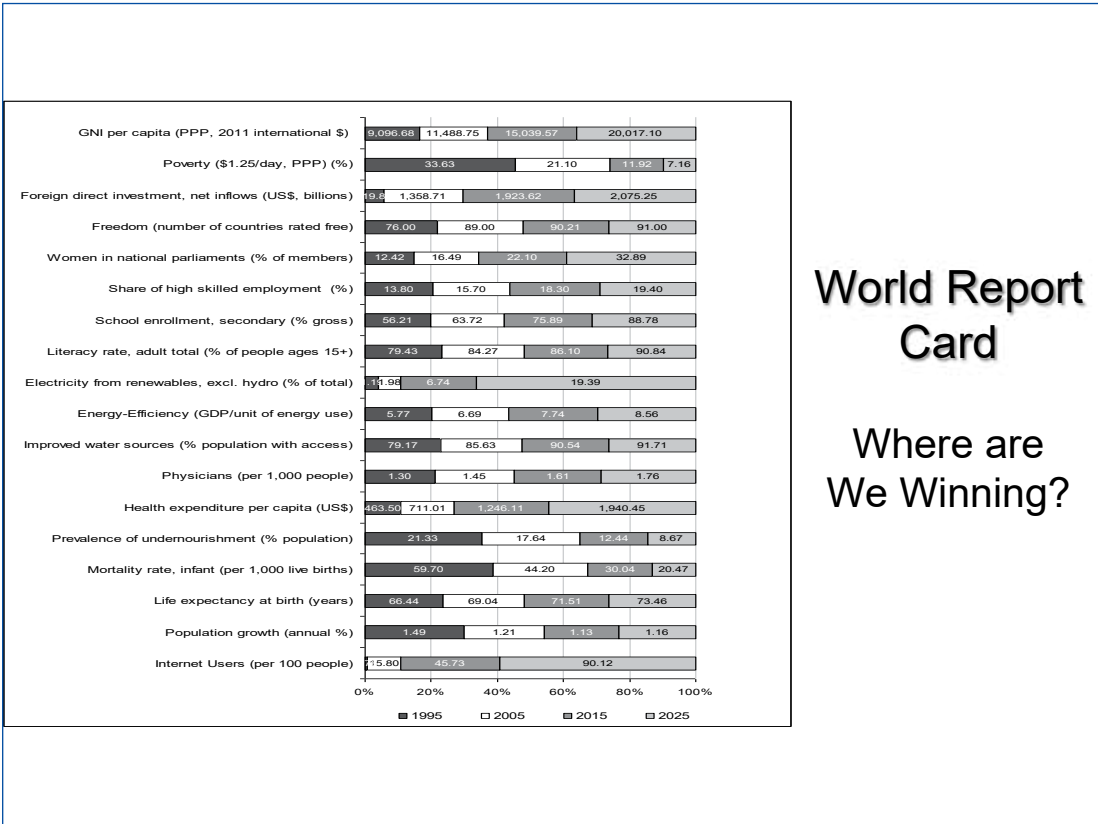 GNI per capita (PPP, 2011 international $) 9,096.68 11,488.75 15,039.57 20,017.10
Poverty ($1.25/day, PPP) (%) 33.63 21.10 11.92 7.16
Foreign direct investment, net inflows (US$, billions) 1,358.71 1,923.62 2,075.25
Freedom (number of countries rated free) 76.00 89.00 90.21 91.00
Women in national parliaments (% of members) 12.42 16.49 22.10 32.89
Share of high skilled employment (%) 13.80 15.70 18.30 19.40
School enrollment, secondary (% gross) 56.21 63.72 75.89 88.78
Literacy rate, adult total (% of people ages 15+) 79.43 84.27 86.10 90.84
Electricity from renewables, excl. hydro (% of total) 1.98 6.74 19.39
Energy-Efficiency (GDP/unit of energy use) 5.77 6.69 7.74 8.56
Improved water sources (% population with access) 79.17 85.63 90.54 91.71
Physicians (per 1,000 people) 1.30 1.45 1.61 1.76
Health expenditure per capita (US$) 463.50 711.01 1,246.11 1,940.45
Prevalence of undernourishment (% population) 21.33 17.64 12.44 8.67
Mortality rate, infant (per 1,000 live births) 59.70 44.20 30.04 20.47
Life expectancy at birth (years) 66.44 69.04 71.51 73.46
Population growth (annual %) 1.49 1.21 1.13 1.16
Internet Users (per 100 people) 15.80 45.73 90.12
0% 20% 40% 60% 80% 100%
1995 2005 2015 2025
World Report
Card
Where are
We Winning?